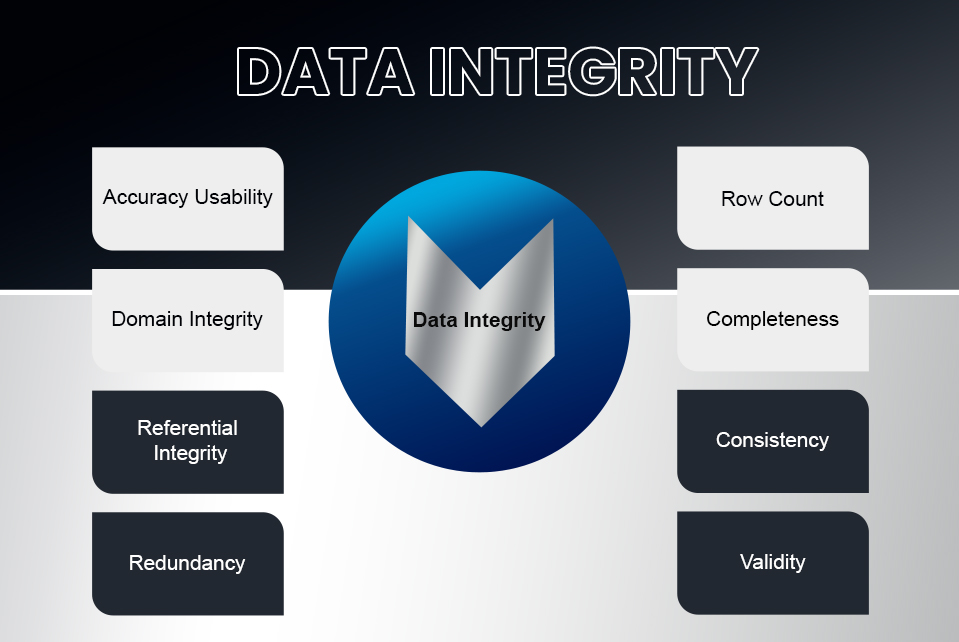 DATA INTEGRITY
Accuracy Usability
Domain Integrity
Referential
Integrity
Redundancy
Data Integrity
Row Count
Completeness
Consistency
Validity